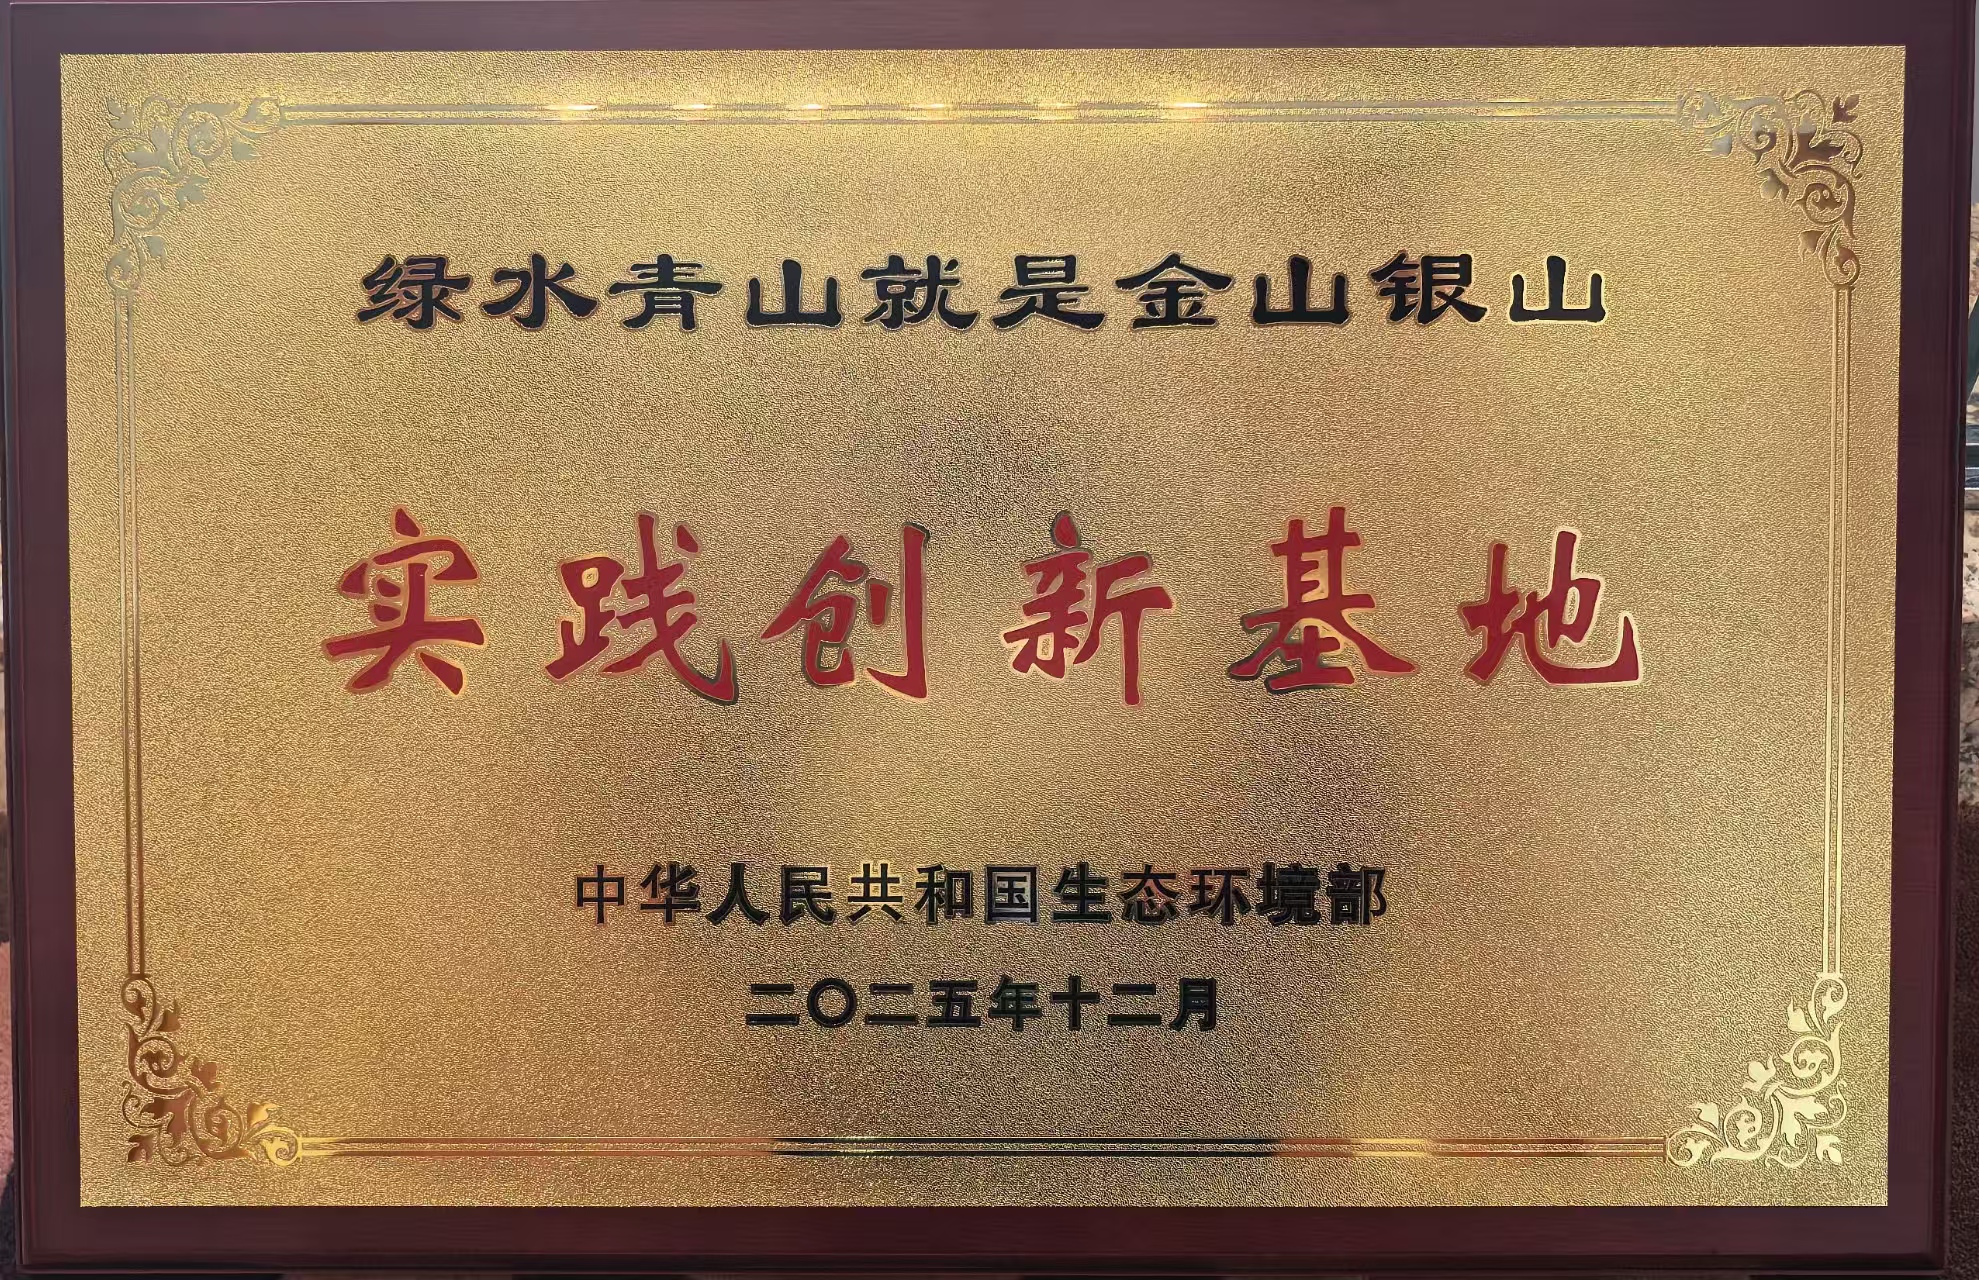 绿水青山就是金山银山
实践创新基地
中华人民共和国生态环境部
二〇二五年十二月